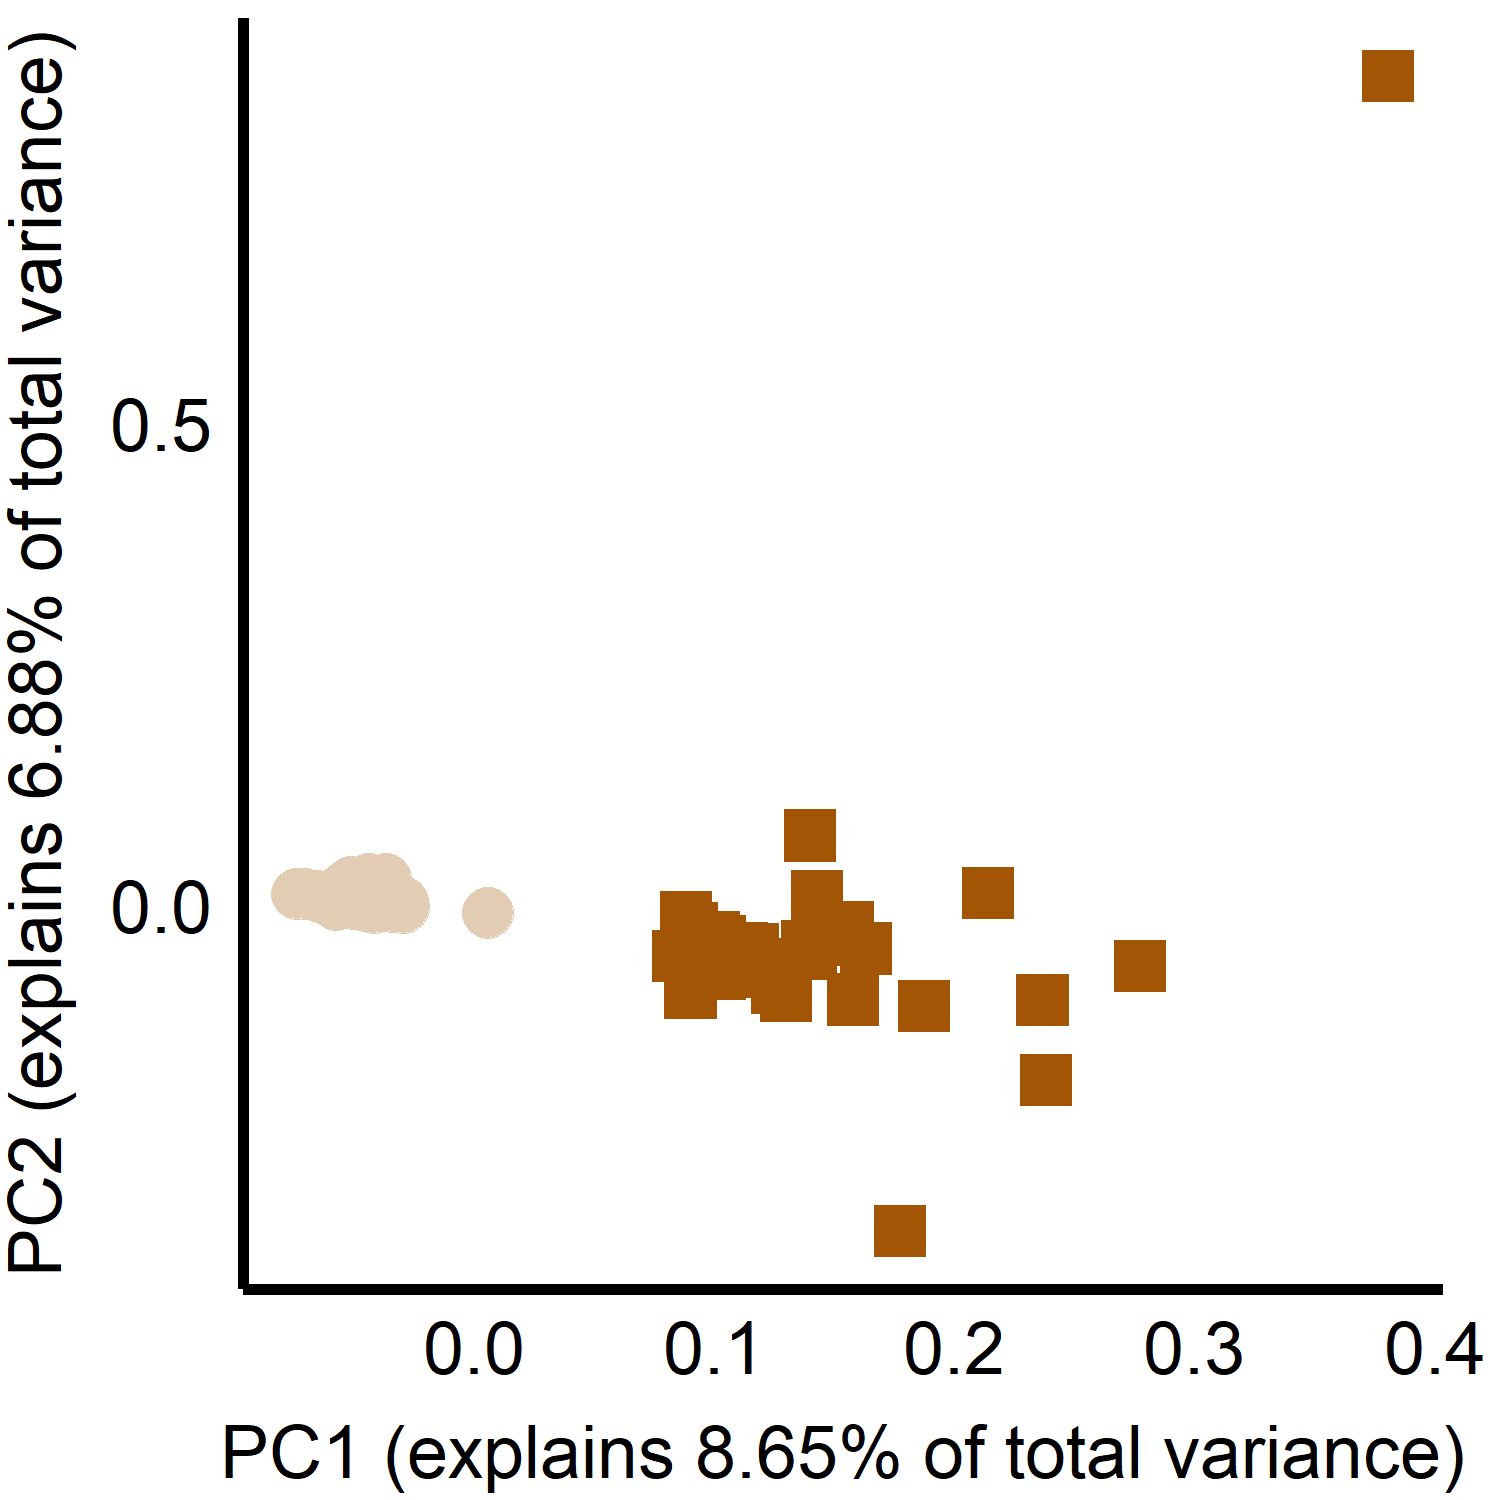 PC2 (explains 6.88% of total variance)
0.5
0.0
0.0 0.1 0.2 0.3 0.4
PC1 (explains 8.65% of total variance)